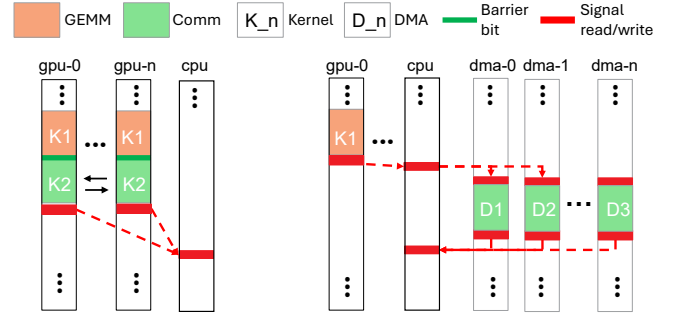 GEMM Comm K_n Kernel D_n DMA Barrier bit Signal read/write
gpu-0 gpu-n cpu gpu-0 cpu dma-0 dma-1 dma-n
K1 K1 K1
K2 K2 D1 D2 D3